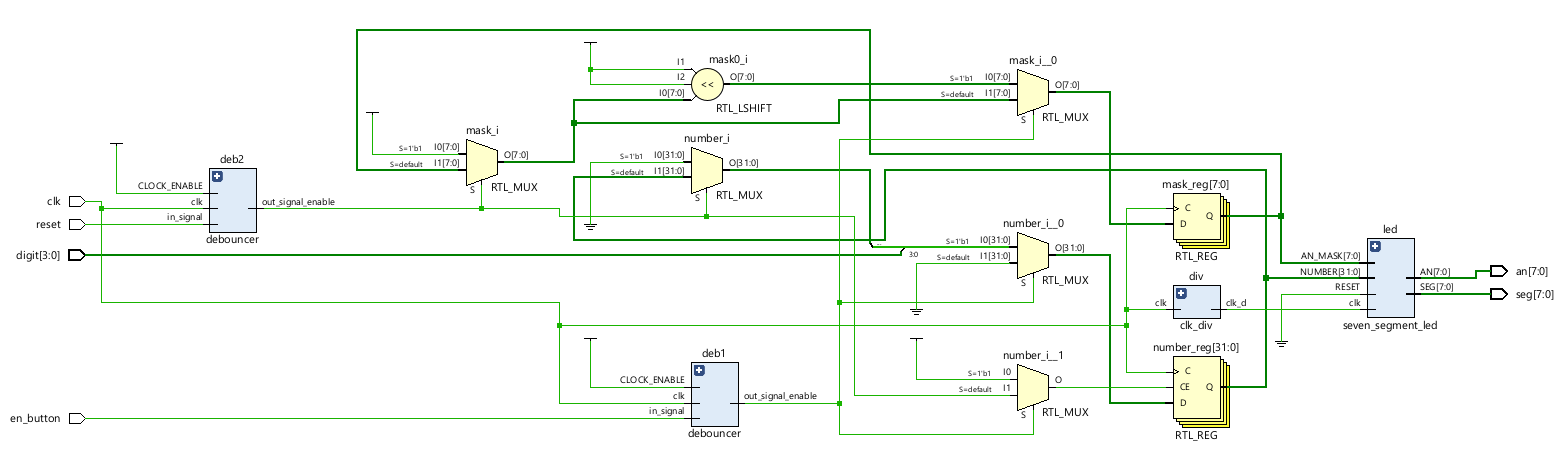 mask0_i
I1
I2
I0[7:0]
<<
O[7:0]
RTL_LSHIFT
mask_i__0
S=1'b1 I0[7:0]
S=default I1[7:0]
O[7:0]
S
RTL_MUX
mask_i
S=1'b1 I0[7:0]
S=default I1[7:0]
O[7:0]
S
RTL_MUX
number_i
S=1'b1 I0[31:0]
S=default I1[31:0]
O[31:0]
S
RTL_MUX
deb2
CLOCK_ENABLE
clk
in_signal
out_signal_enable
debouncer
clk
reset
digit[3:0]
mask_reg[7:0]
C
D
Q
RTL_REG
number_i__0
S=1'b1 I0[31:0]
3:0
S=default I1[31:0]
O[31:0]
S
RTL_MUX
led
AN_MASK[7:0]
NUMBER[31:0]
RESET
clk
AN[7:0]
SEG[7:0]
seven_segment_led
an[7:0]
seg[7:0]
div
clk
clk_d
clk_div
deb1
CLOCK_ENABLE
clk
in_signal
out_signal_enable
debouncer
en_button
number_i__1
S=1'b1 I0
S=default I1
O
S
RTL_MUX
number_reg[31:0]
C
CE
D
Q
RTL_REG